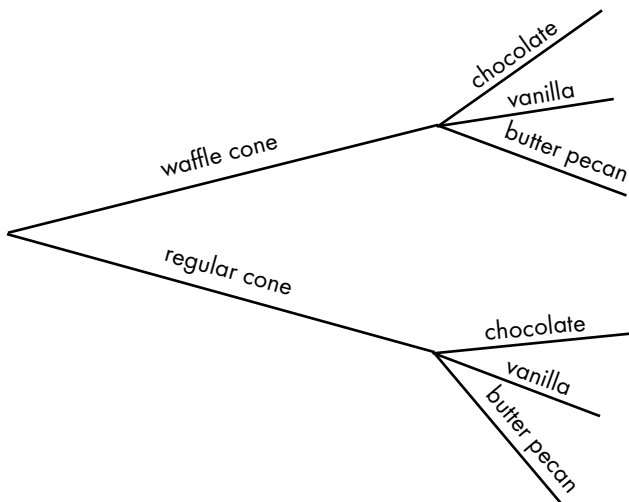 chocolate
vanilla
butter pecan
waffle cone
regular cone
chocolate
vanilla
butter pecan